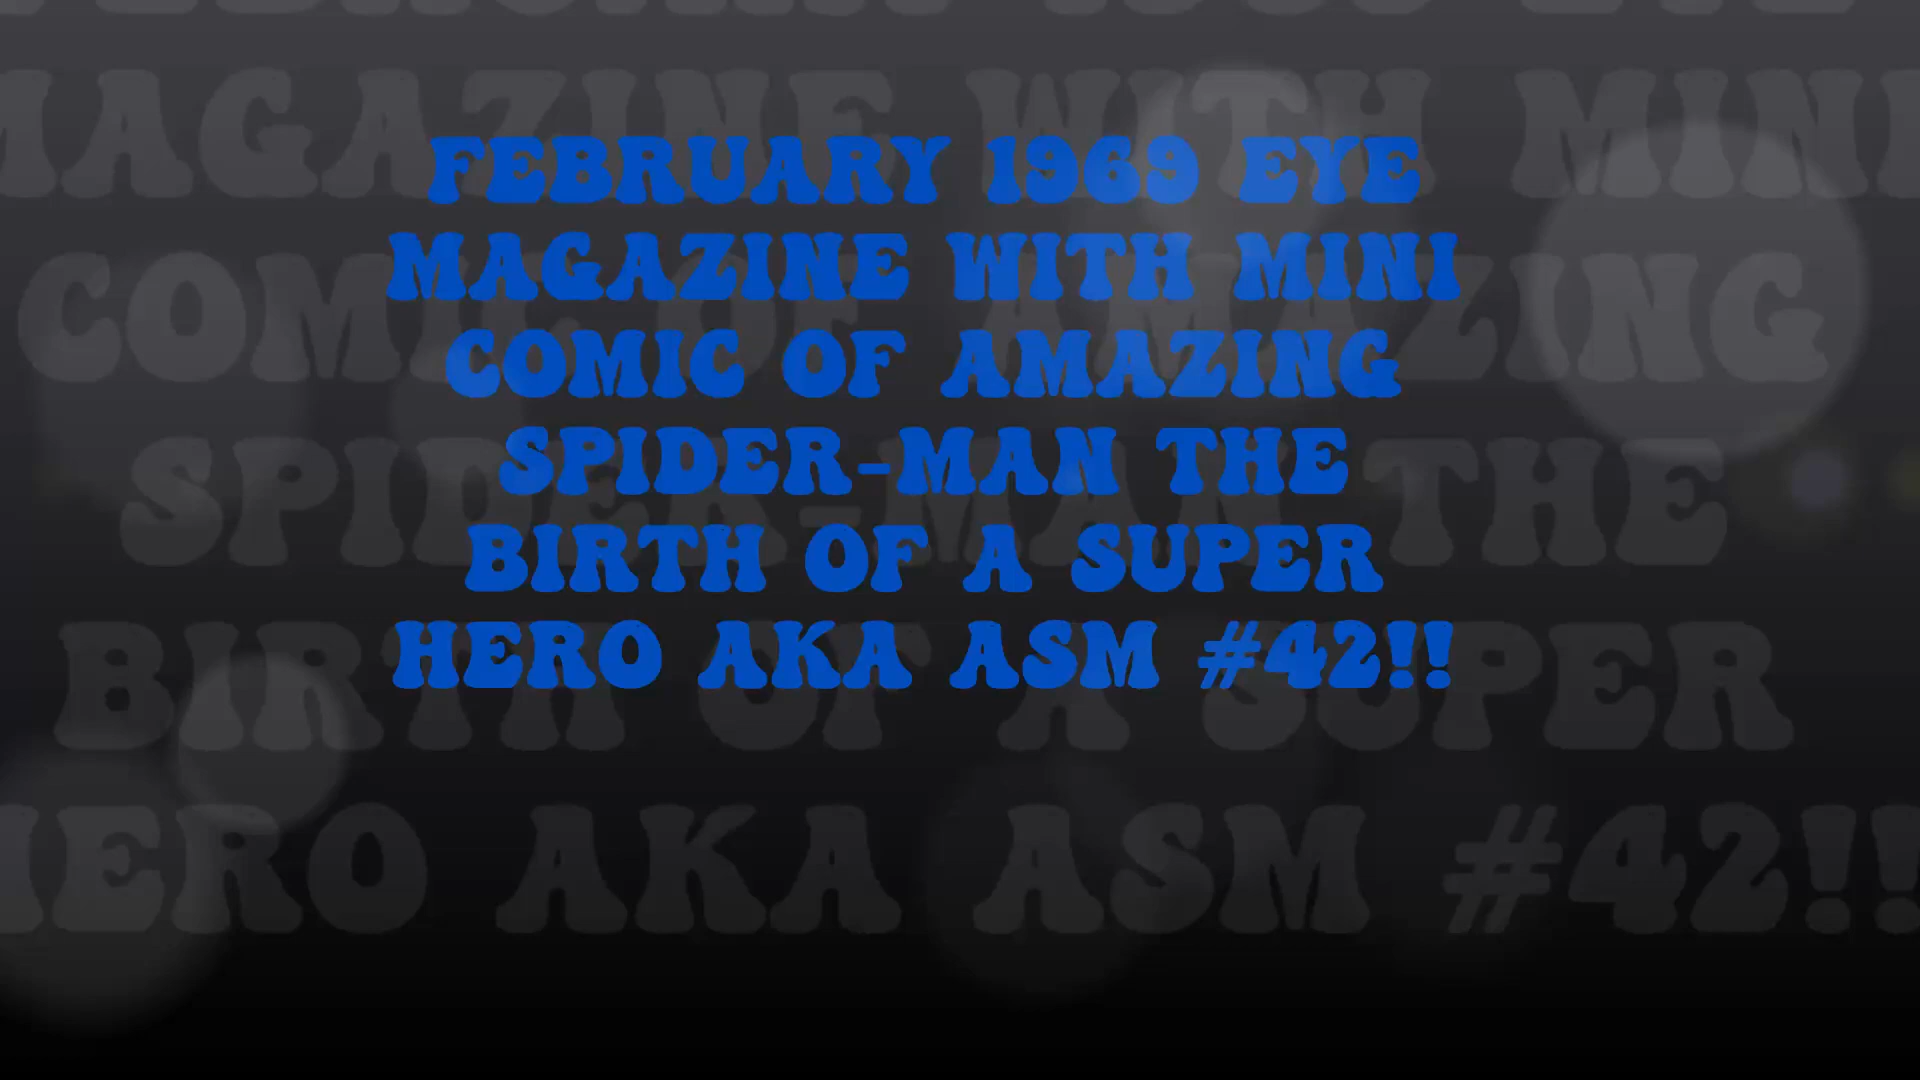 FEBRUARY 1969 EYE
MAGAZINE WITH MINI
COMIC OF AMAZING
SPIDER-MAN THE
BIRTH OF A SUPER
HERO AKA ASM #42!!